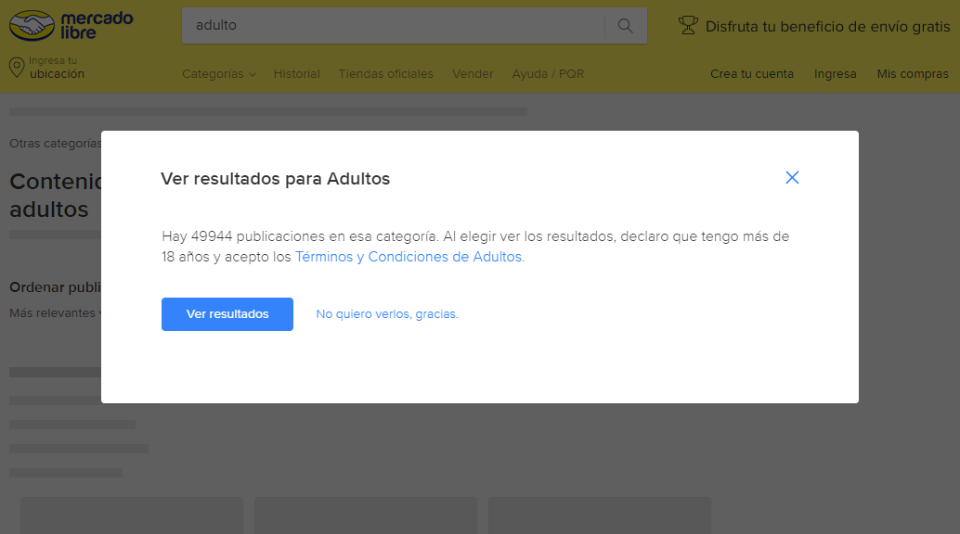 mercado
libre
adulto
Disfruta tu beneficio de envío gratis
Ingresa tu
ubicación
Categorías
Historial
Tiendas oficiales
Vender
Ayuda / PQR
Crea tu cuenta
Ingresa
Mis compras
Otras categorías
adultos
Ver resultados para Adultos
Hay 49944 publicaciones en esa categoría. Al elegir ver los resultados, declaro que tengo más de
18 años y acepto los Términos y Condiciones de Adultos.
Ordenar publi
Más relevantes
Ver resultados
No quiero verlos, gracias.